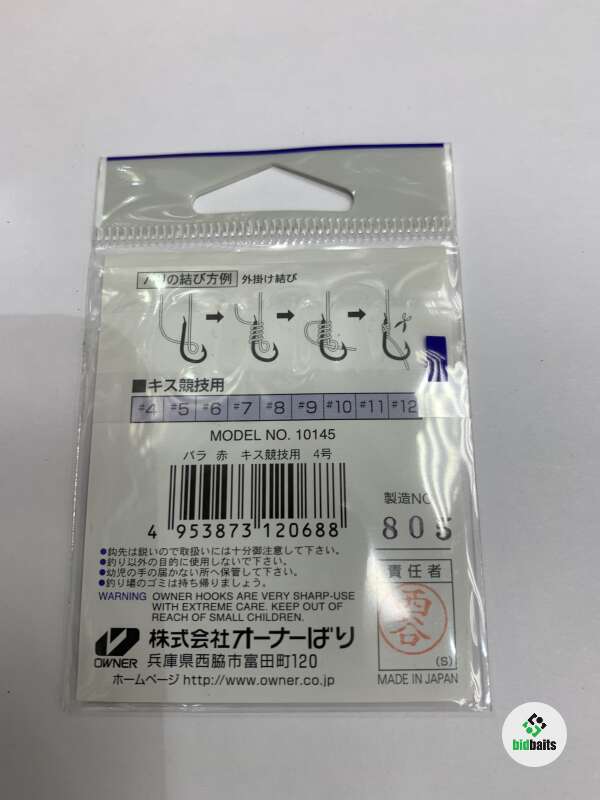 ハリの結び方例 外掛け結び
■キス競技用
#4 #5 #6 #7 #8 #9 #10 #11 #12
MODEL NO. 10145
バラ 赤 キス競技用 4号
4 953873 120688
製造NO
805
●鈎先は鋭いので取扱いには十分御注意して下さい。
●釣り以外の目的に使用しないで下さい。
●幼児の手の届かない所へ保管して下さい。
●釣り場のゴミは持ち帰りましょう。
WARNING OWNER HOOKS ARE VERY SHARP-USE
WITH EXTREME CARE. KEEP OUT OF
REACH OF SMALL CHILDREN.
責任者
西谷
(S)
OWNER
株式会社オーナーばり
兵庫県西脇市富田町120
ホームページ http://www.owner.co.jp
MADE IN JAPAN
bidbaits